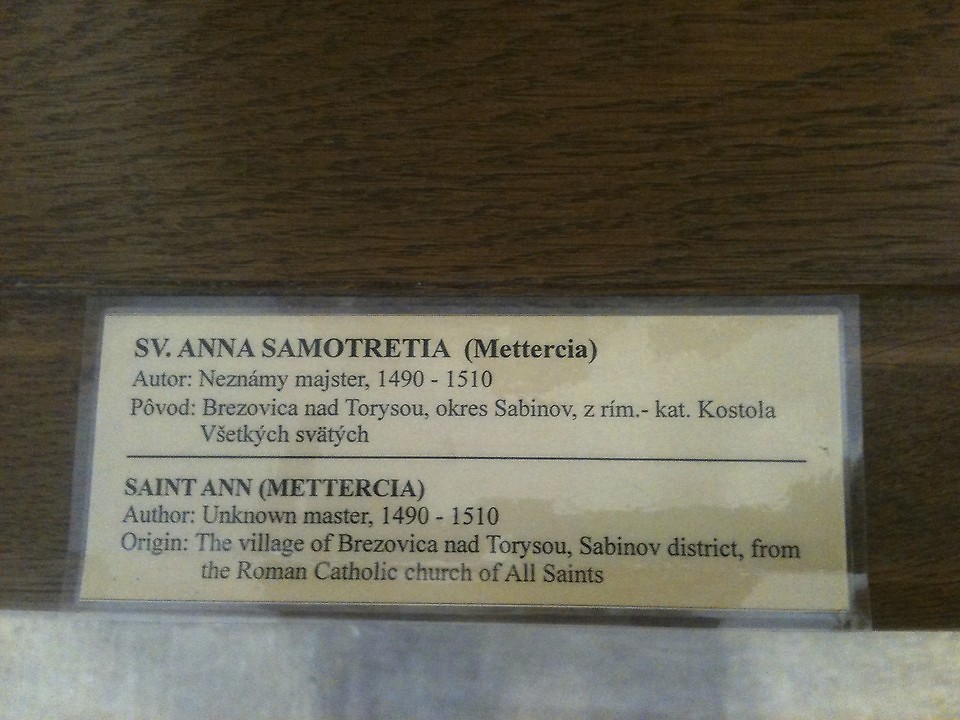 SV. ANNA SAMOTRETIA (Mettercia)
Autor: Neznámy majster, 1490 - 1510
Pôvod: Brezovica nad Torysou, okres Sabinov, z rím.- kat. Kostola
Všetkých svätých
SAINT ANN (METTERCIA)
Author: Unknown master, 1490 - 1510
Origin: The village of Brezovica nad Torysou, Sabinov district, from
the Roman Catholic church of All Saints